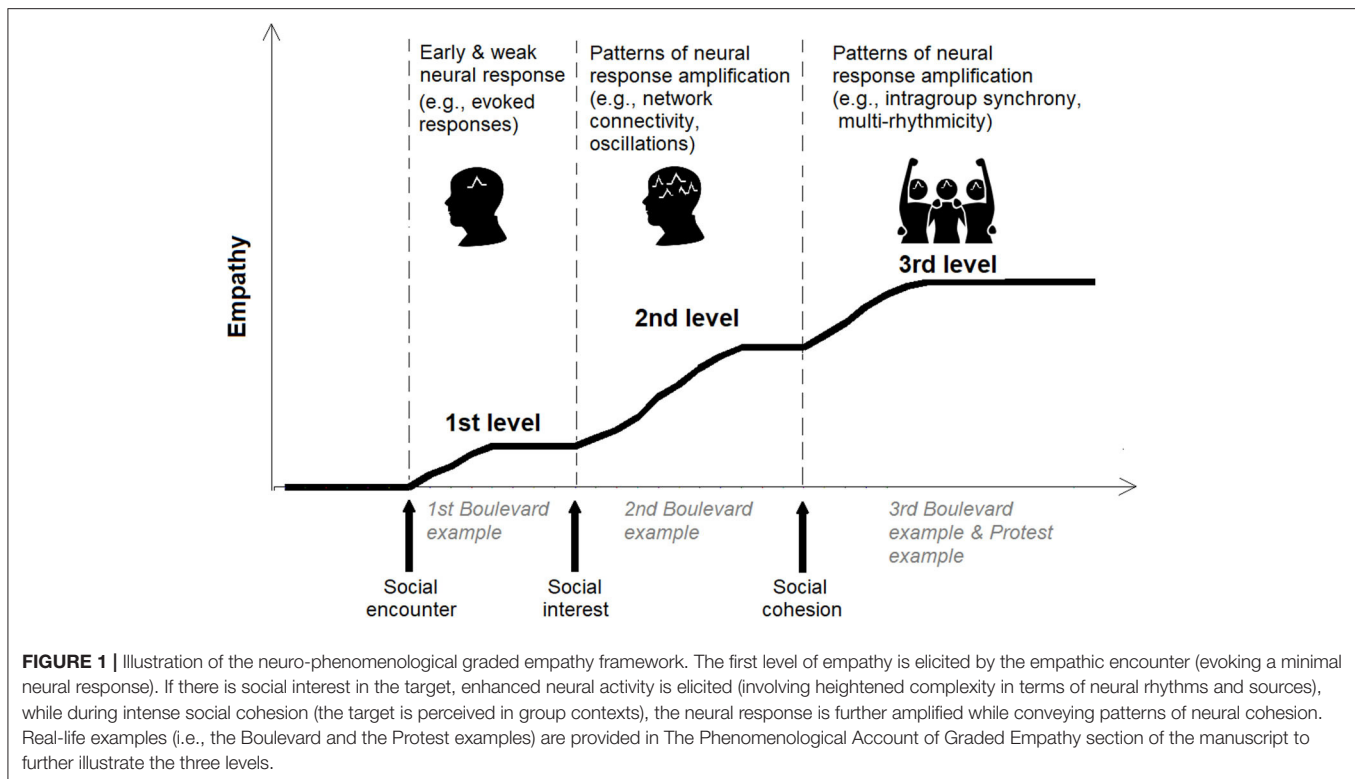 Early & weak
neural response
(e.g., evoked
responses)
Patterns of neural
response amplification
(e.g., network
connectivity,
oscillations)
Patterns of neural
response amplification
(e.g., intragroup synchrony,
multi-rhythmicity)
Empathy
1st level
2nd level
3rd level
1st Boulevard
example
2nd Boulevard
example
3rd Boulevard
example & Protest
example
Social
encounter
Social
interest
Social
cohesion
FIGURE 1 | Illustration of the neuro-phenomenological graded empathy framework. The first level of empathy is elicited by the empathic encounter (evoking a minimal
neural response). If there is social interest in the target, enhanced neural activity is elicited (involving heightened complexity in terms of neural rhythms and sources),
while during intense social cohesion (the target is perceived in group contexts), the neural response is further amplified while conveying patterns of neural cohesion.
Real-life examples (i.e., the Boulevard and the Protest examples) are provided in The Phenomenological Account of Graded Empathy section of the manuscript to
further illustrate the three levels.